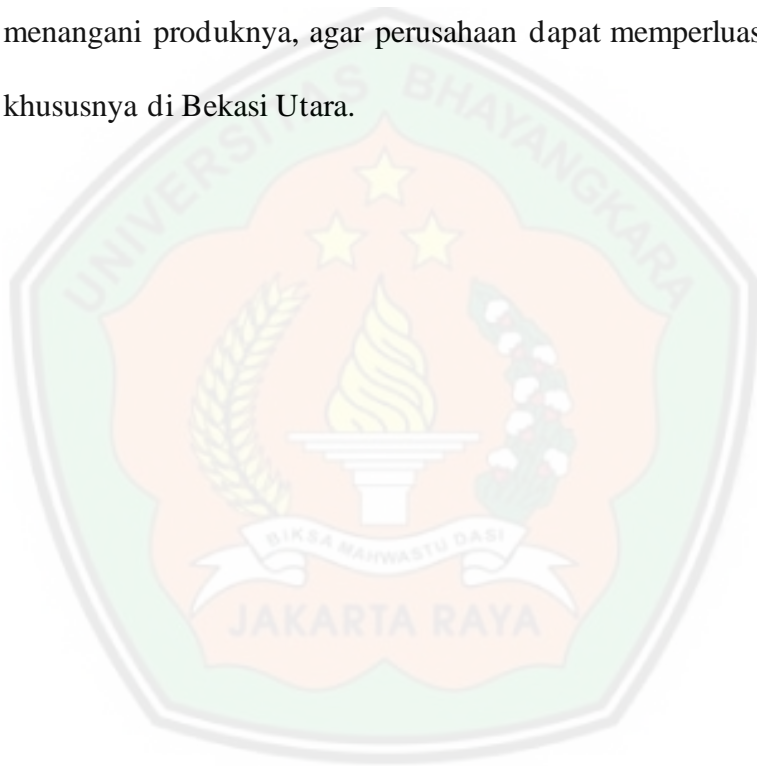 menangani produknya, agar perusahaan dapat memperluas
khususnya di Bekasi Utara.
UNIVERSITAS BHAYANGKARA
BIKSA MAHWASTU DASI
JAKARTA RAYA